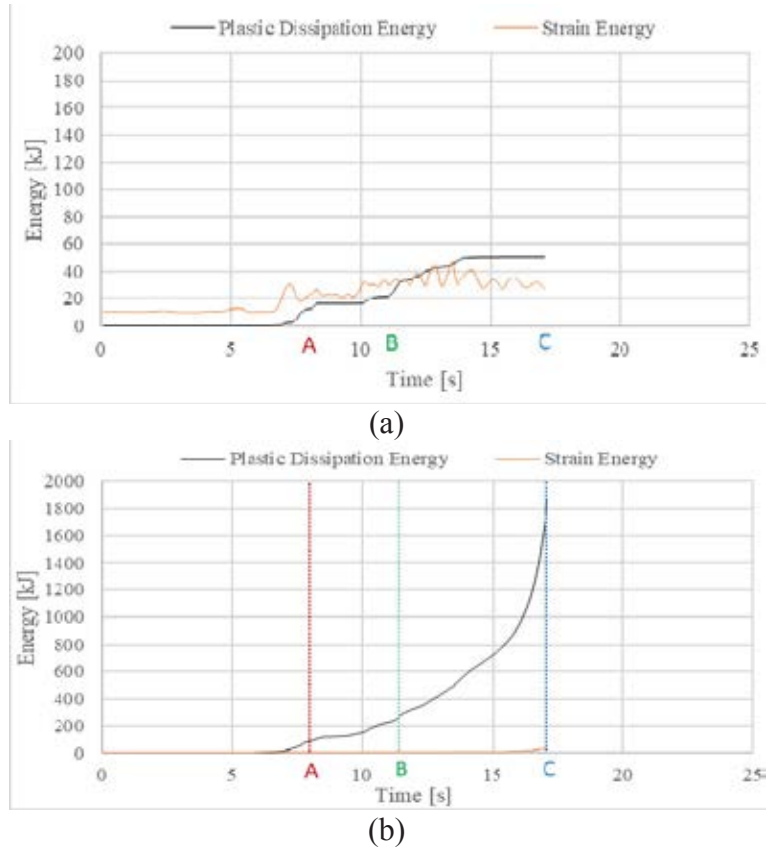 Plastic Dissipation Energy Strain Energy
200
180
160
140
120
100
80
60
40
20
0
Energy [kJ]
0 5 A 10 B 15 C 20 25
Time [s]
(a)
Plastic Dissipation Energy Strain Energy
2000
1800
1600
1400
1200
1000
800
600
400
200
0
Energy [kJ]
0 5 A 10 B 15 C 20 25
Time [s]
(b)